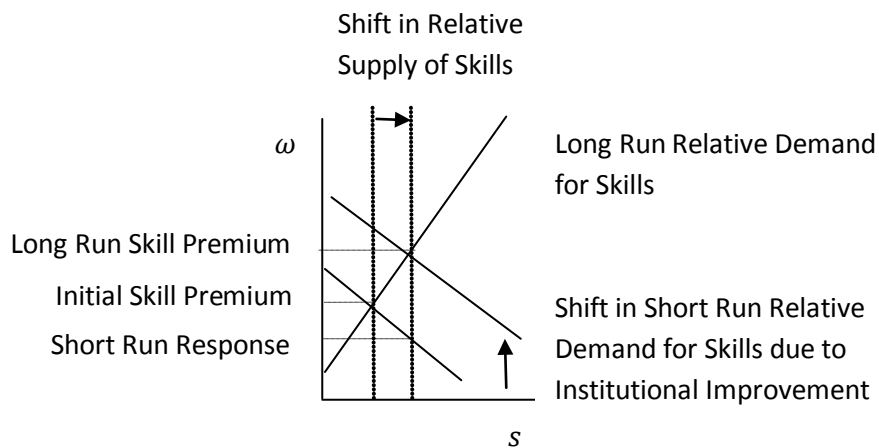 Shift in Relative
Supply of Skills
ω
Long Run Relative Demand
for Skills
Long Run Skill Premium
Initial Skill Premium
Short Run Response
Shift in Short Run Relative
Demand for Skills due to
Institutional Improvement
s